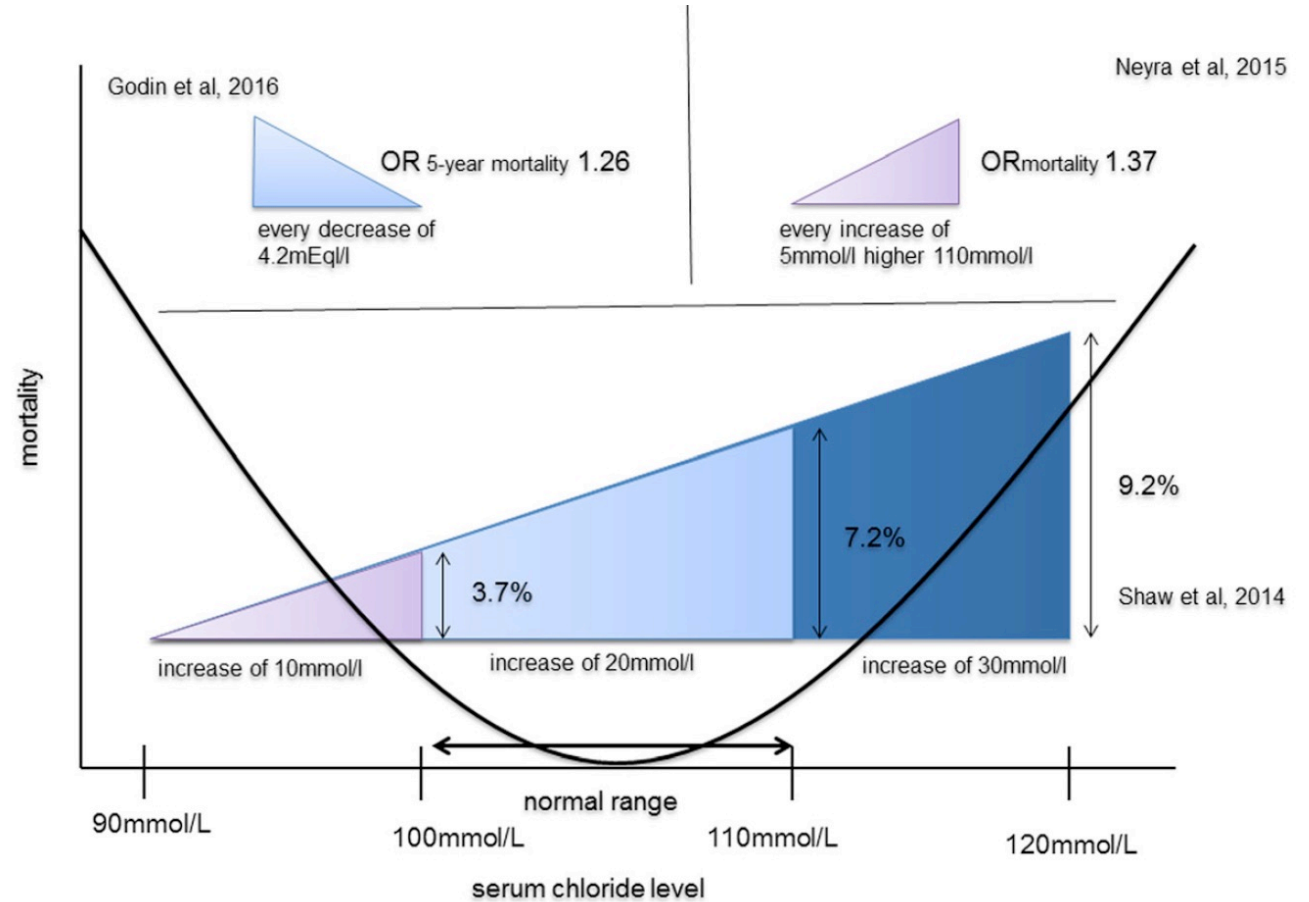 Godin et al, 2016
Neyra et al, 2015
OR 5-year mortality 1.26
ORmortality 1.37
every decrease of
4.2mEql/l
every increase of
5mmol/l higher 110mmol/l
mortality
9.2%
7.2%
3.7%
Shaw et al, 2014
increase of 10mmol/l
increase of 20mmol/l
increase of 30mmol/l
normal range
90mmol/L
100mmol/L
110mmol/L
120mmol/L
serum chloride level